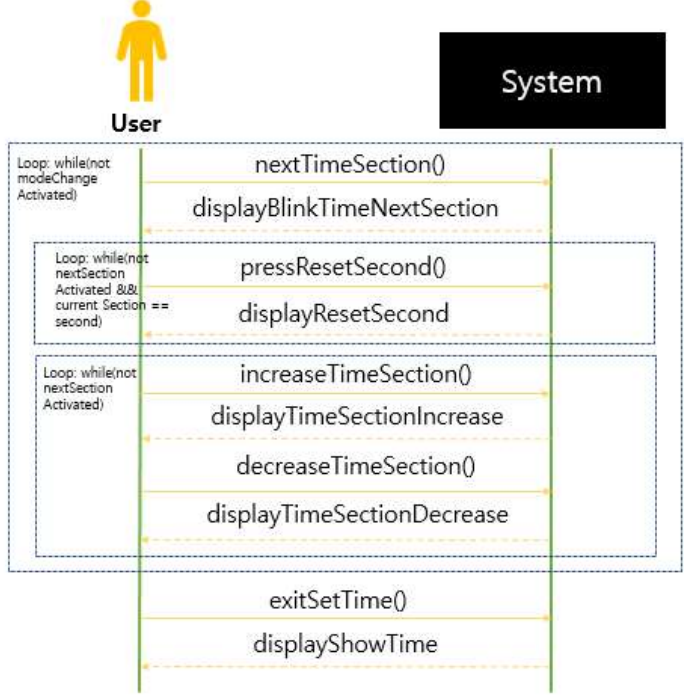 User
System
Loop: while(not
modeChange
Activated)
nextTimeSection()
displayBlinkTimeNextSection
Loop: while(not
nextSection
Activated &&
current Section ==
second)
pressResetSecond()
displayResetSecond
Loop: while(not
nextSection
Activated)
increaseTimeSection()
displayTimeSectionIncrease
decreaseTimeSection()
displayTimeSectionDecrease
exitSetTime()
displayShowTime